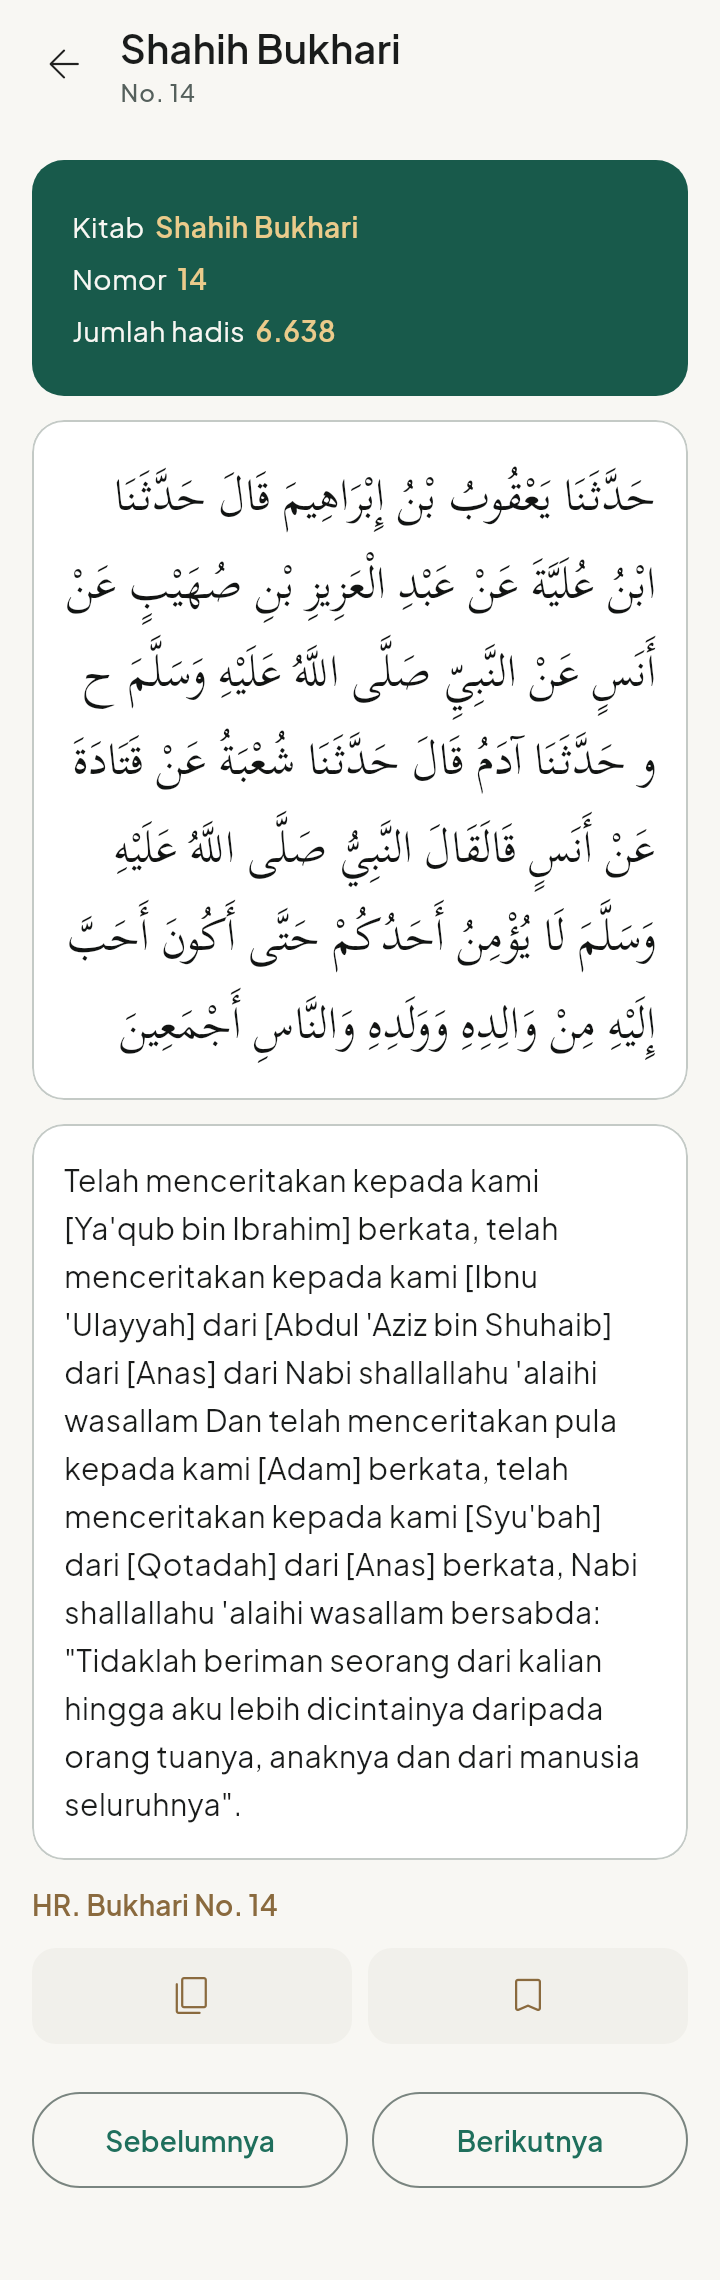 Shahih Bukhari
No. 14
Kitab Shahih Bukhari
Nomor 14
Jumlah hadis 6.638
حَدَّثَنَا يَعْقُوبُ بْنُ إِبْرَاهِيمَ قَالَ حَدَّثَنَا
ابْنُ عُلَيَّةَ عَنْ عَبْدِ الْعَزِيزِ بْنِ صُهَيْبٍ عَنْ
أَنَسٍ عَنْ النَّبِيِّ صَلَّى اللَّهُ عَلَيْهِ وَسَلَّمَ ح
و حَدَّثَنَا آدَمُ قَالَ حَدَّثَنَا شُعْبَةُ عَنْ قَتَادَةَ
عَنْ أَنَسٍ قَالَقَالَ النَّبِيُّ صَلَّى اللَّهُ عَلَيْهِ
وَسَلَّمَ لَا يُؤْمِنُ أَحَدُكُمْ حَتَّى أَكُونَ أَحَبَّ
إِلَيْهِ مِنْ وَالِدِهِ وَوَلَدِهِ وَالنَّاسِ أَجْمَعِينَ
Telah menceritakan kepada kami
[Ya'qub bin Ibrahim] berkata, telah
menceritakan kepada kami [Ibnu
'Ulayyah] dari [Abdul 'Aziz bin Shuhaib]
dari [Anas] dari Nabi shallallahu 'alaihi
wasallam Dan telah menceritakan pula
kepada kami [Adam] berkata, telah
menceritakan kepada kami [Syu'bah]
dari [Qotadah] dari [Anas] berkata, Nabi
shallallahu 'alaihi wasallam bersabda:
"Tidaklah beriman seorang dari kalian
hingga aku lebih dicintainya daripada
orang tuanya, anaknya dan dari manusia
seluruhnya".
HR. Bukhari No. 14
Sebelumnya
Berikutnya